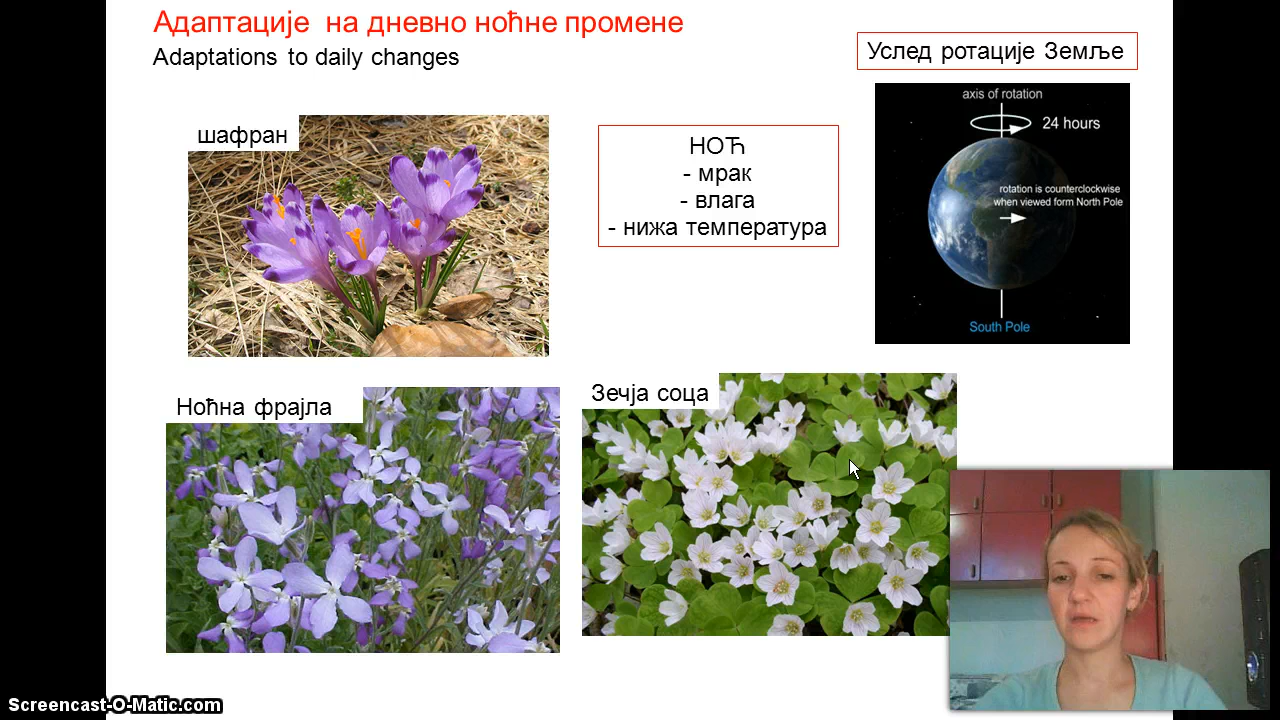 Адаптације на дневно ноћне промене
Adaptations to daily changes
Услед ротације Земље
шафран
НОЋ
- мрак
- влага
- нижа температура
axis of rotation
24 hours
rotation is counterclockwise
when viewed form North Pole
South Pole
Ноћна фрајла
Зечја соца
Screencast-O-Matic.com